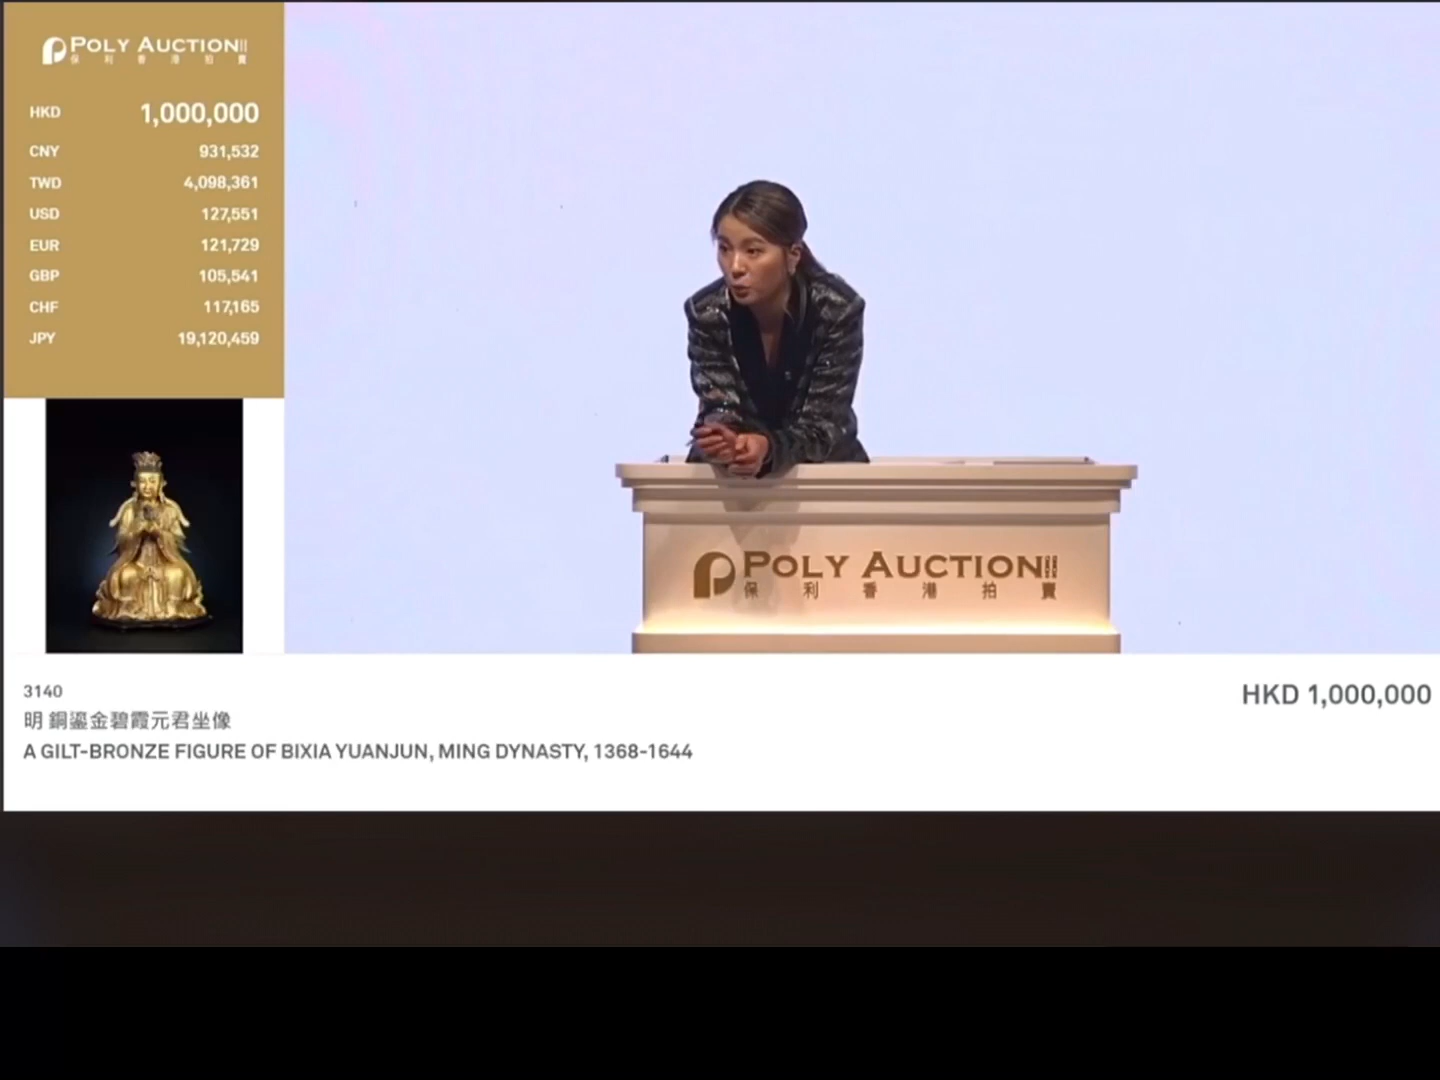 POLY AUCTION
保利香港拍賣
HKD 1,000,000
CNY 931,532
TWD 4,098,361
USD 127,551
EUR 121,729
GBP 105,541
CHF 117,165
JPY 19,120,459
POLY AUCTION
保利香港拍賣
3140
HKD 1,000,000
明 銅鎏金碧霞元君坐像
A GILT-BRONZE FIGURE OF BIXIA YUANJUN, MING DYNASTY, 1368-1644